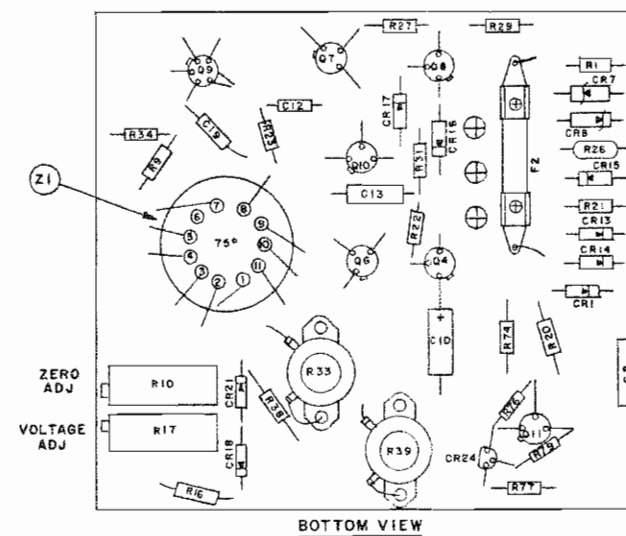 R27
R29
Q9
Q7
Q8
R1
CR7
CR17
C12
C19
CR8
R34
R23
CR16
R26
R9
R31
Q10
F2
CR15
Z1
C13
7
8
6
R21
9
R22
CR13
5
75°
10
4
Q6
Q4
CR14
3
11
2
1
CR1
+
C10
R74
R20
ZERO
ADJ
R10
R33
CR21
R38
R76
VOLTAGE
ADJ
R17
Q11
CR18
R39
CR24
R75
R16
R77
BOTTOM VIEW